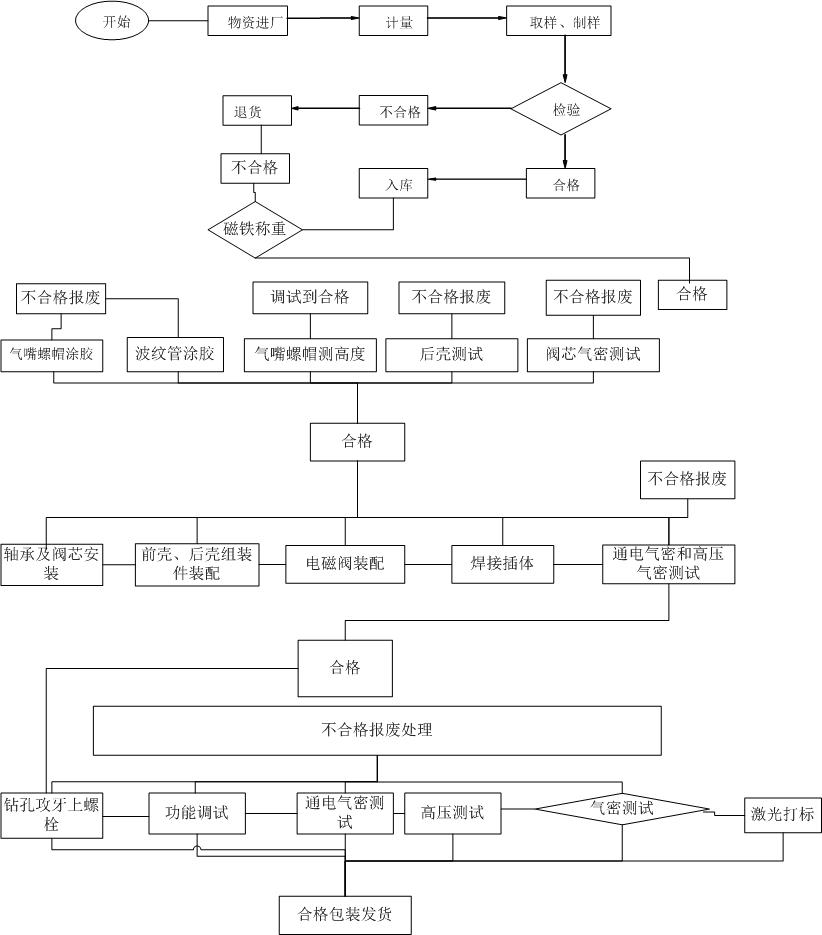 开始
物资进厂
计量
取样、制样
退货
不合格
检验
不合格
入库
合格
磁铁称重
不合格报废
调试到合格
不合格报废
不合格报废
合格
气嘴螺帽涂胶
波纹管涂胶
气嘴螺帽测高度
后壳测试
阀芯气密测试
合格
不合格报废
轴承及阀芯安
装
前壳、后壳组装
件装配
电磁阀装配
焊接插体
通电气密和高压
气密测试
合格
不合格报废处理
钻孔攻牙上螺
栓
功能调试
通电气密测
试
高压测试
气密测试
激光打标
合格包装发货